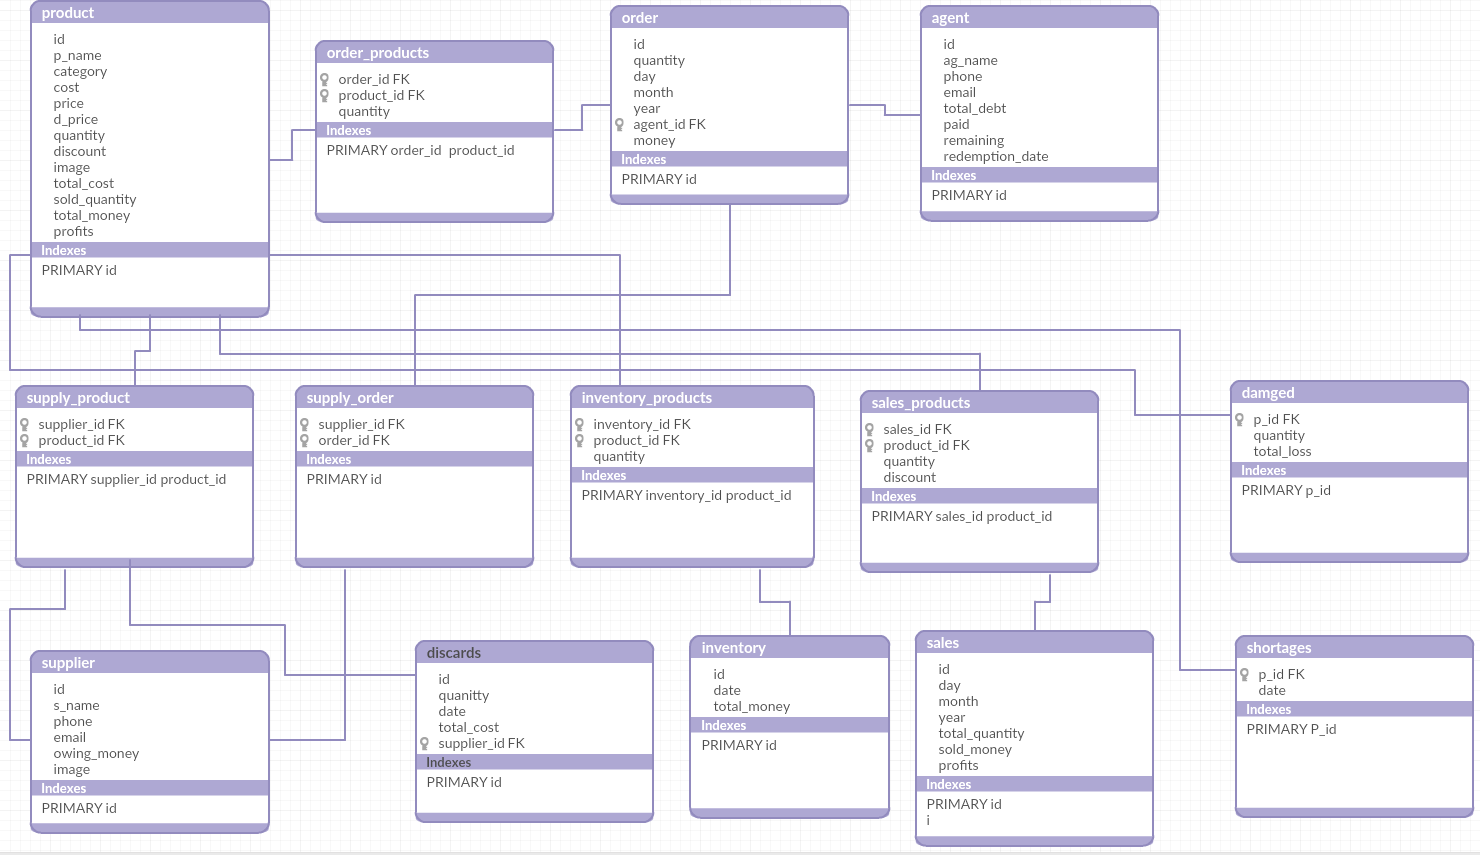 product
id
p_name
category
cost
price
d_price
quantity
discount
image
total_cost
sold_quantity
total_money
profits
Indexes
PRIMARY id
order_products
order_id FK
product_id FK
quantity
Indexes
PRIMARY order_id product_id
order
id
quantity
day
month
year
agent_id FK
money
Indexes
PRIMARY id
agent
id
ag_name
phone
email
total_debt
paid
remaining
redemption_date
Indexes
PRIMARY id
supply_product
supplier_id FK
product_id FK
Indexes
PRIMARY supplier_id product_id
supply_order
supplier_id FK
order_id FK
Indexes
PRIMARY id
inventory_products
inventory_id FK
product_id FK
quantity
Indexes
PRIMARY inventory_id product_id
sales_products
sales_id FK
product_id FK
quantity
discount
Indexes
PRIMARY sales_id product_id
damged
p_id FK
quantity
total_loss
Indexes
PRIMARY p_id
supplier
id
s_name
phone
email
owing_money
image
Indexes
PRIMARY id
discards
id
quanitty
date
total_cost
supplier_id FK
Indexes
PRIMARY id
inventory
id
date
total_money
Indexes
PRIMARY id
sales
id
day
month
year
total_quantity
sold_money
profits
Indexes
PRIMARY id
i
shortages
p_id FK
date
Indexes
PRIMARY P_id